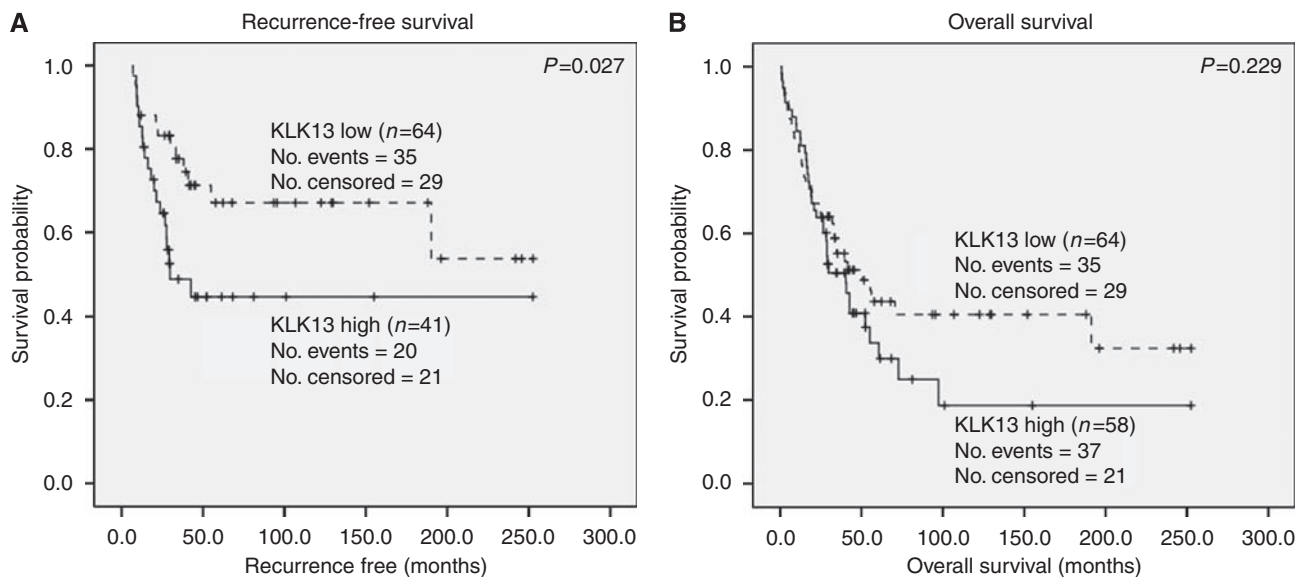 A
Recurrence-free survival
P=0.027
1.0
0.8
0.6
0.4
0.2
0.0
Survival probability
KLK13 low (n=64)
No. events = 35
No. censored = 29
KLK13 high (n=41)
No. events = 20
No. censored = 21
0.0 50.0 100.0 150.0 200.0 250.0 300.0
Recurrence free (months)
B
Overall survival
P=0.229
1.0
0.8
0.6
0.4
0.2
0.0
Survival probability
KLK13 low (n=64)
No. events = 35
No. censored = 29
KLK13 high (n=58)
No. events = 37
No. censored = 21
0.0 50.0 100.0 150.0 200.0 250.0 300.0
Overall survival (months)